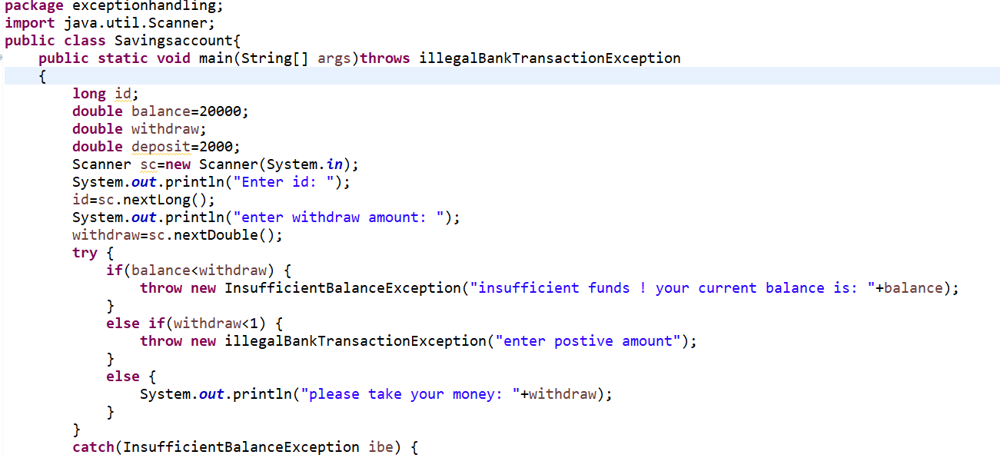 package exceptionhandling;
import java.util.Scanner;
public class Savingsaccount{
    public static void main(String[] args)throws illegalBankTransactionException
    {
        long id;
        double balance=20000;
        double withdraw;
        double deposit=2000;
        Scanner sc=new Scanner(System.in);
        System.out.println("Enter id: ");
        id=sc.nextLong();
        System.out.println("enter withdraw amount: ");
        withdraw=sc.nextDouble();
        try {
            if(balance<withdraw) {
                throw new InsufficientBalanceException("insufficient funds ! your current balance is: "+balance);
            }
            else if(withdraw<1) {
                throw new illegalBankTransactionException("enter postive amount");
            }
            else {
                System.out.println("please take your money: "+withdraw);
            }
        }
        catch(InsufficientBalanceException ibe) {